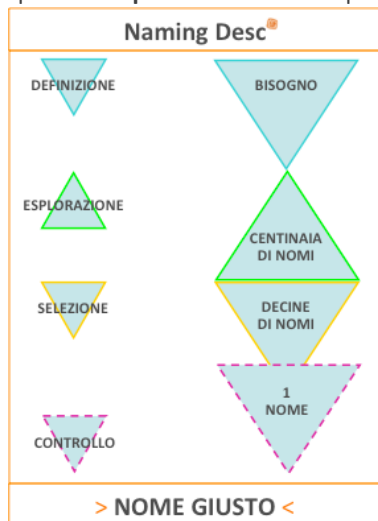 Naming Desc
DEFINIZIONE
BISOGNO
ESPLORAZIONE
CENTINAIA
DI NOMI
SELEZIONE
DECINE
DI NOMI
1
NOME
CONTROLLO
> NOME GIUSTO <